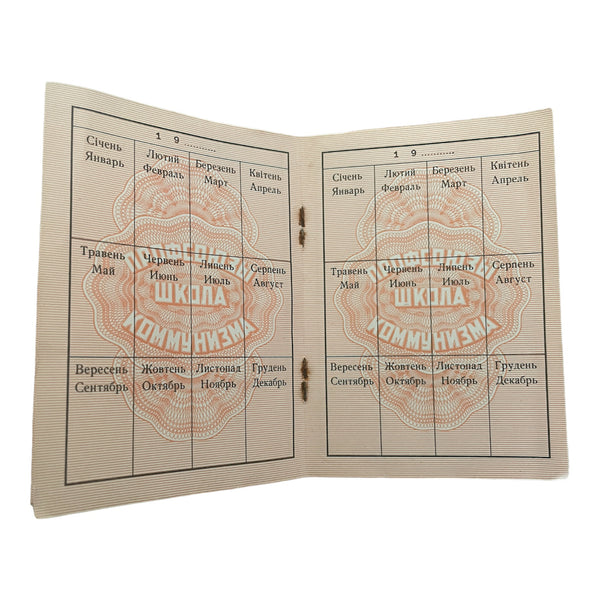 1 9 ...........
Січень
Январь
Лютий
Февраль
Березень
Март
Квітень
Апрель
Травень
Май
Червень
Июнь
Липень
Июль
Серпень
Август
Вересень
Сентябрь
Жовтень
Октябрь
Листопад
Ноябрь
Грудень
Декабрь
ПРОФСОЮЗЫ
ШКОЛА
КОММУНИЗМА
1 9 ...........
Січень
Январь
Лютий
Февраль
Березень
Март
Квітень
Апрель
Травень
Май
Червень
Июнь
Липень
Июль
Серпень
Август
Вересень
Сентябрь
Жовтень
Октябрь
Листопад
Ноябрь
Грудень
Декабрь
ПРОФСОЮЗЫ
ШКОЛА
КОММУНИЗМА